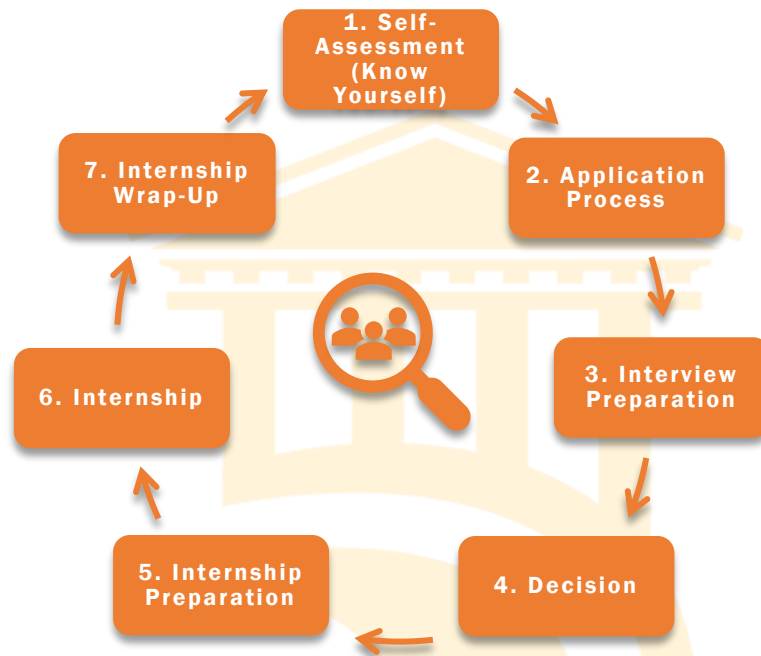 1. Self-
Assessment
(Know
Yourself)
2. Application
Process
3. Interview
Preparation
4. Decision
5. Internship
Preparation
6. Internship
7. Internship
Wrap-Up